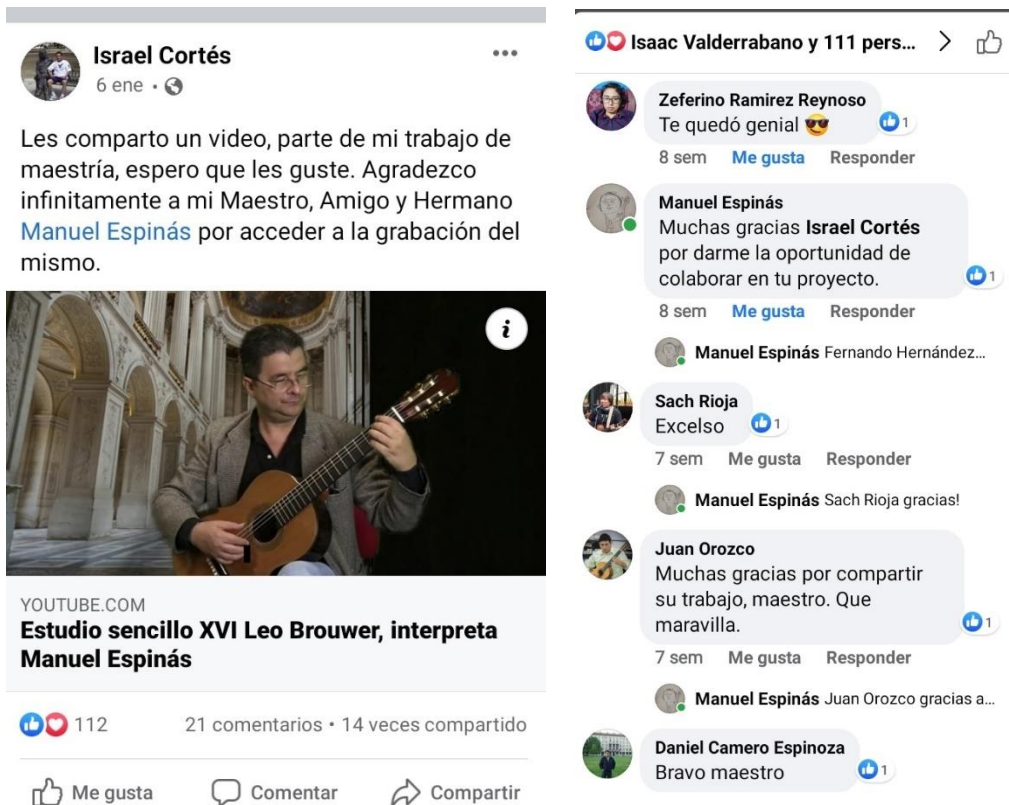 Israel Cortés
6 ene
Les comparto un video, parte de mi trabajo de
maestría, espero que les guste. Agradezco
infinitamente a mi Maestro, Amigo y Hermano
Manuel Espinás por acceder a la grabación del
mismo.
YOUTUBE.COM
Estudio sencillo XVI Leo Brouwer, interpreta
Manuel Espinás
112
21 comentarios • 14 veces compartido
Me gusta Comentar Compartir
Isaac Valderrabano y 111 pers...
Zeferino Ramirez Reynoso
Te quedó genial 😎 1
8 sem Me gusta Responder
Manuel Espinás
Muchas gracias Israel Cortés
por darme la oportunidad de
colaborar en tu proyecto. 1
8 sem Me gusta Responder
Manuel Espinás Fernando Hernández...
Sach Rioja
Excelso 1
7 sem Me gusta Responder
Manuel Espinás Sach Rioja gracias!
Juan Orozco
Muchas gracias por compartir
su trabajo, maestro. Que
maravilla. 1
7 sem Me gusta Responder
Manuel Espinás Juan Orozco gracias a...
Daniel Camero Espinoza
Bravo maestro 1